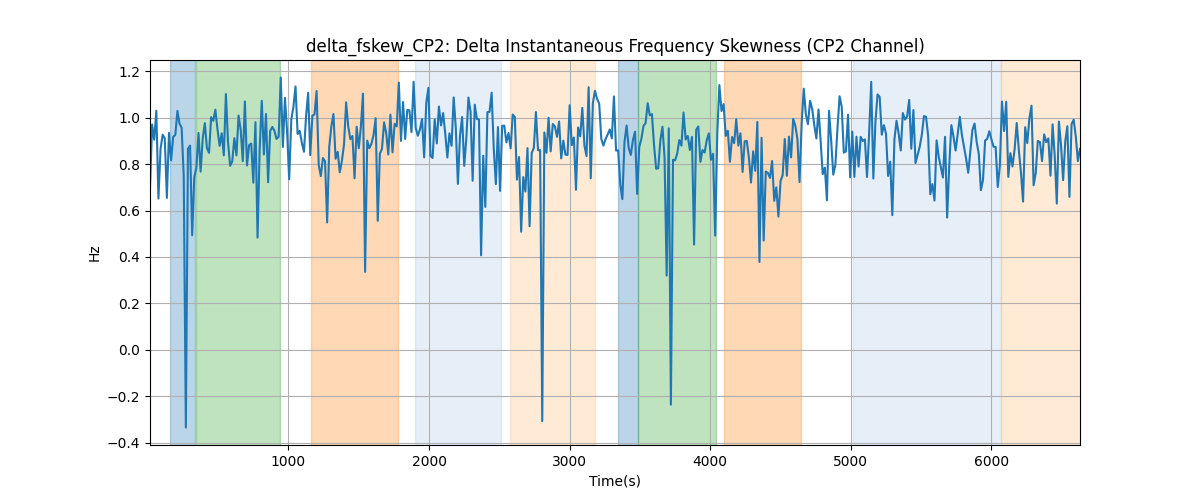 delta_fskew_CP2: Delta Instantaneous Frequency Skewness (CP2 Channel)
1.2
1.0
0.8
0.6
0.4
0.2
0.0
−0.2
−0.4
Hz
1000 2000 3000 4000 5000 6000
Time(s)